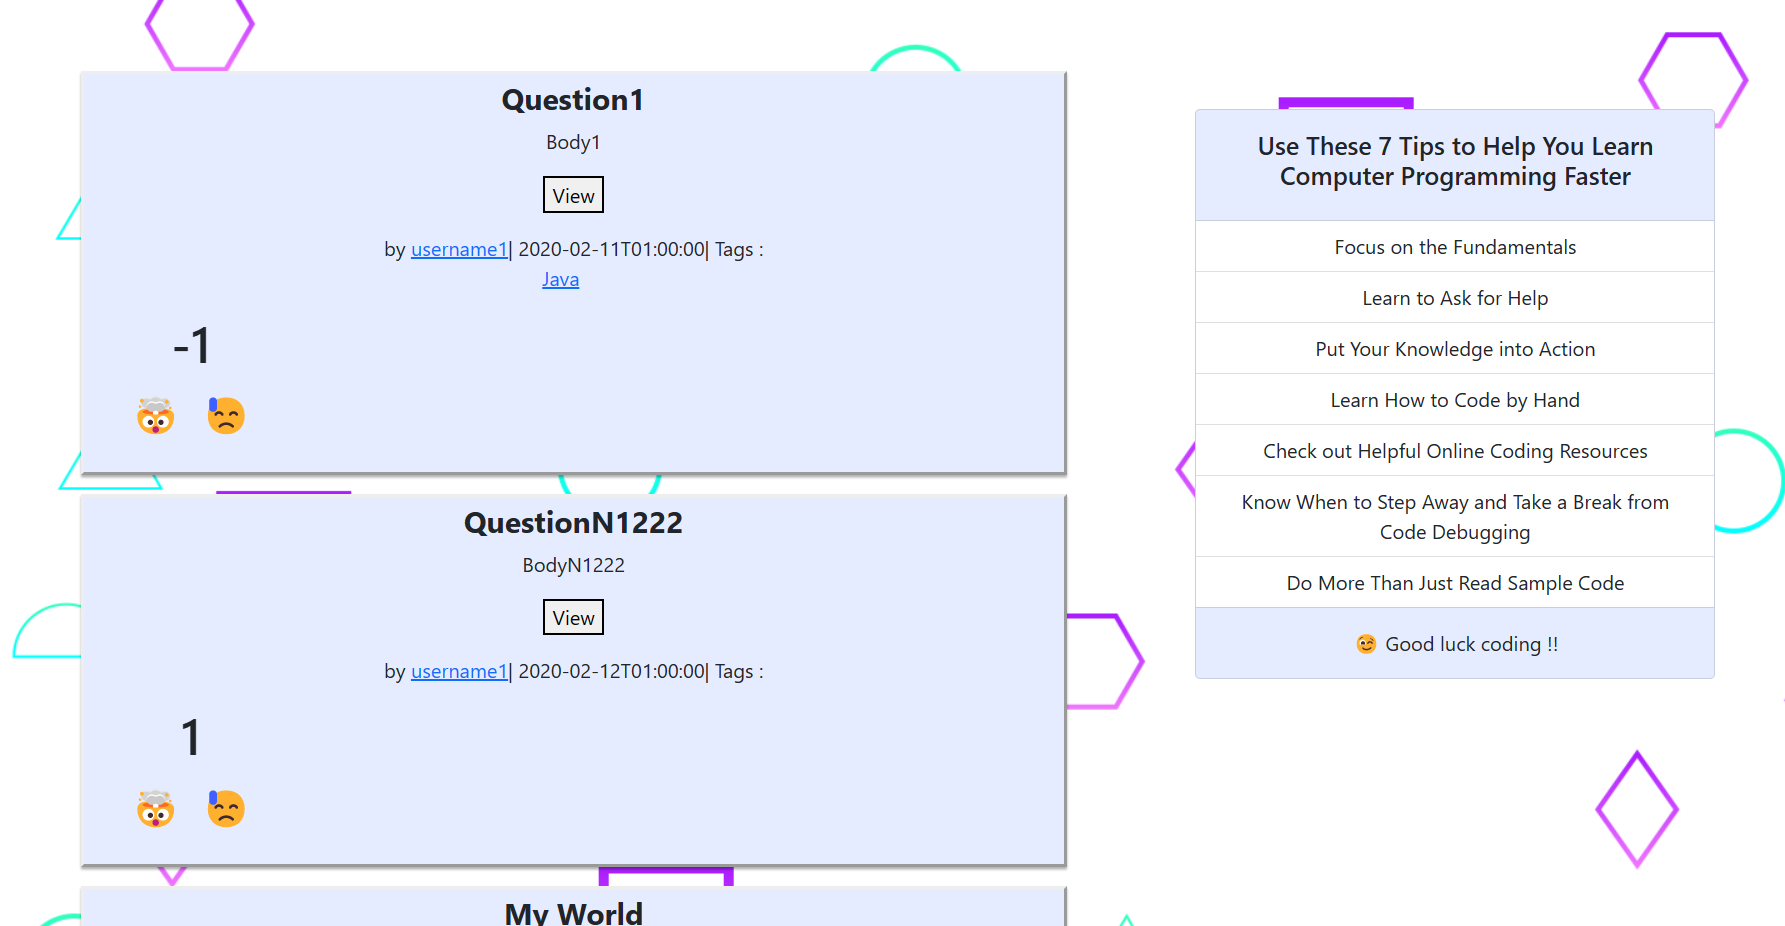 Question1
Body1
View
by username1| 2020-02-11T01:00:00| Tags :
Java
-1
QuestionN1222
BodyN1222
View
by username1| 2020-02-12T01:00:00| Tags :
1
My World
Use These 7 Tips to Help You Learn
Computer Programming Faster
Focus on the Fundamentals
Learn to Ask for Help
Put Your Knowledge into Action
Learn How to Code by Hand
Check out Helpful Online Coding Resources
Know When to Step Away and Take a Break from
Code Debugging
Do More Than Just Read Sample Code
😉 Good luck coding !!